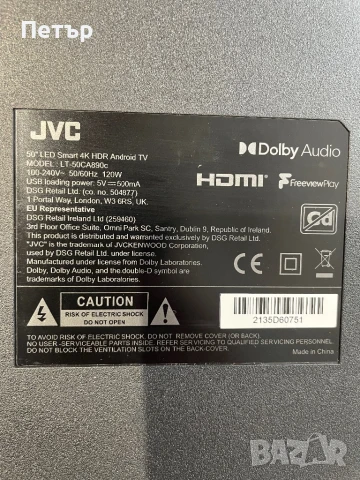 Петър
JVC
50" LED Smart 4K HDR Android TV
MODEL: LT-50CA890c
100-240V~ 50/60Hz 120W
USB loading power: 5V⎓500mA
DSG Retail Ltd. (co. no. 504877)
1 Portal Way, London, W3 6RS, UK.
EU Representative
DSG Retail Ireland Ltd (259460)
3rd Floor Office Suite, Omni Park SC, Santry, Dublin 9, Republic of Ireland.
This product is distributed and warranted exclusively by DSG Retail Ltd.
"JVC" is the trademark of JVCKENWOOD Corporation,
used by DSG Retail Ltd. under license.
Manufactured under license from Dolby Laboratories.
Dolby, Dolby Audio, and the double-D symbol are
trademarks of Dolby Laboratories.
Dolby Audio
HDMI
FreeviewPlay
Cd
CE
CAUTION
RISK OF ELECTRIC SHOCK
DO NOT OPEN
2135D60751
TO AVOID RISK OF ELECTRIC SHOCK, DO NOT REMOVE COVER (OR BACK).
NO USER SERVICEABLE PARTS INSIDE. REFER SERVICING TO QUALIFIED SERVICING PERSONNEL.
DO NOT BLOCK THE VENTILATION SLOTS ON THE BACK-COVER.
Made in China
BAZAR